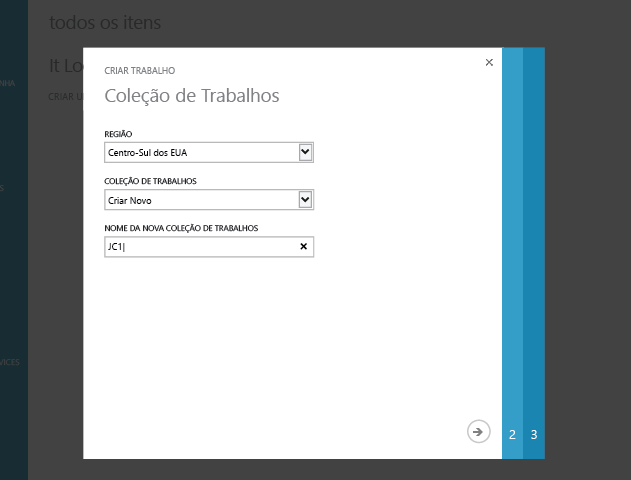 todos os itens
It Lo
NHA
CRIAR U
S
VICES
CRIAR TRABALHO
Coleção de Trabalhos
REGIÃO
Centro-Sul dos EUA
COLEÇÃO DE TRABALHOS
Criar Novo
NOME DA NOVA COLEÇÃO DE TRABALHOS
JC1
2 3